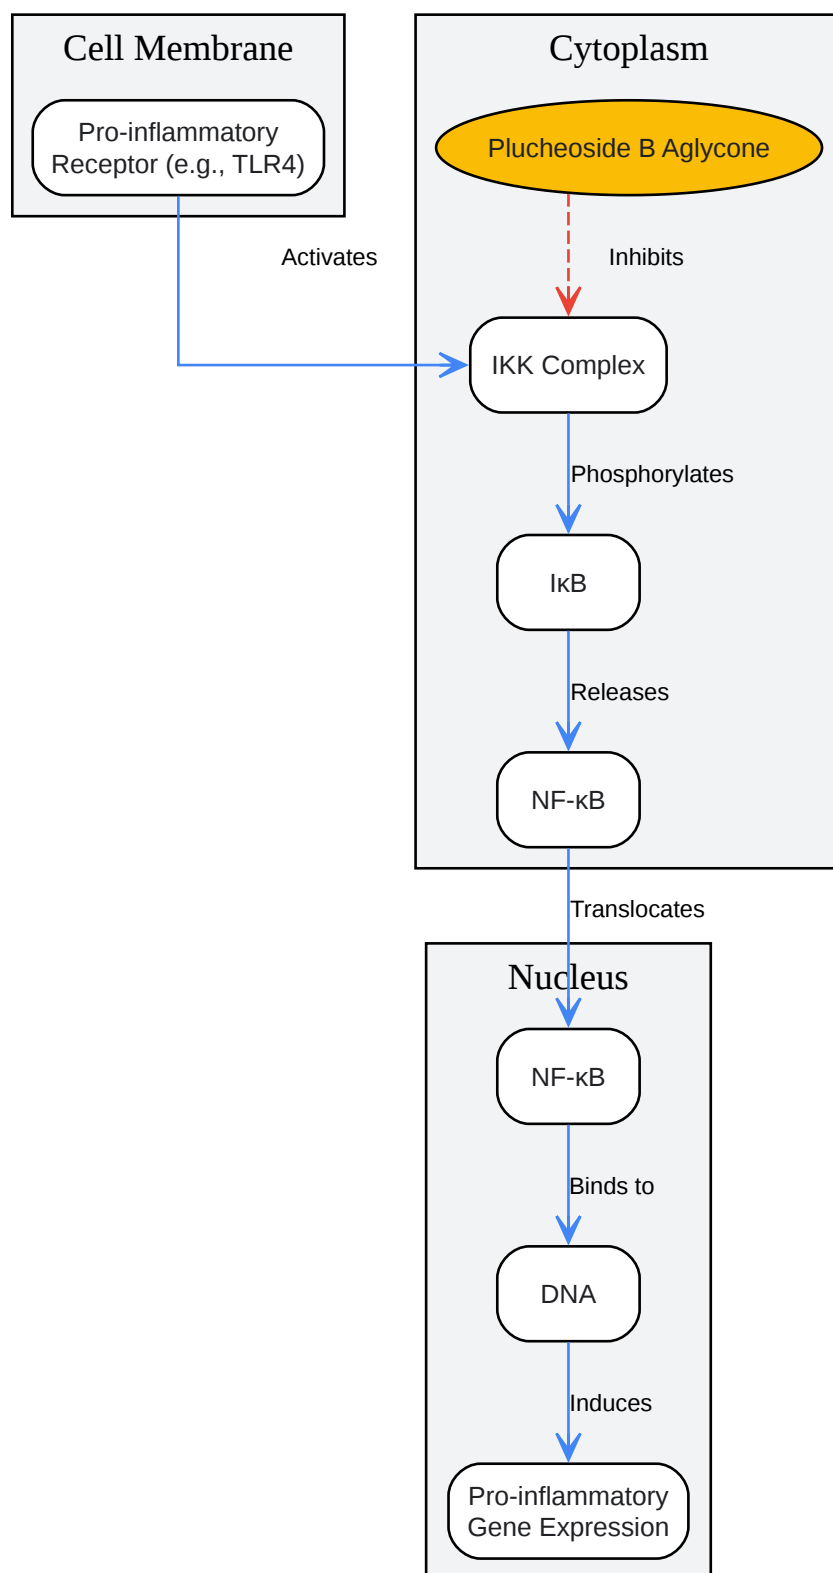 Cell Membrane
Pro-inflammatory
Receptor (e.g., TLR4)
Cytoplasm
Plucheoside B Aglycone
Activates
Inhibits
IKK Complex
Phosphorylates
IκB
Releases
NF-κB
Translocates
Nucleus
NF-κB
Binds to
DNA
Induces
Pro-inflammatory
Gene Expression